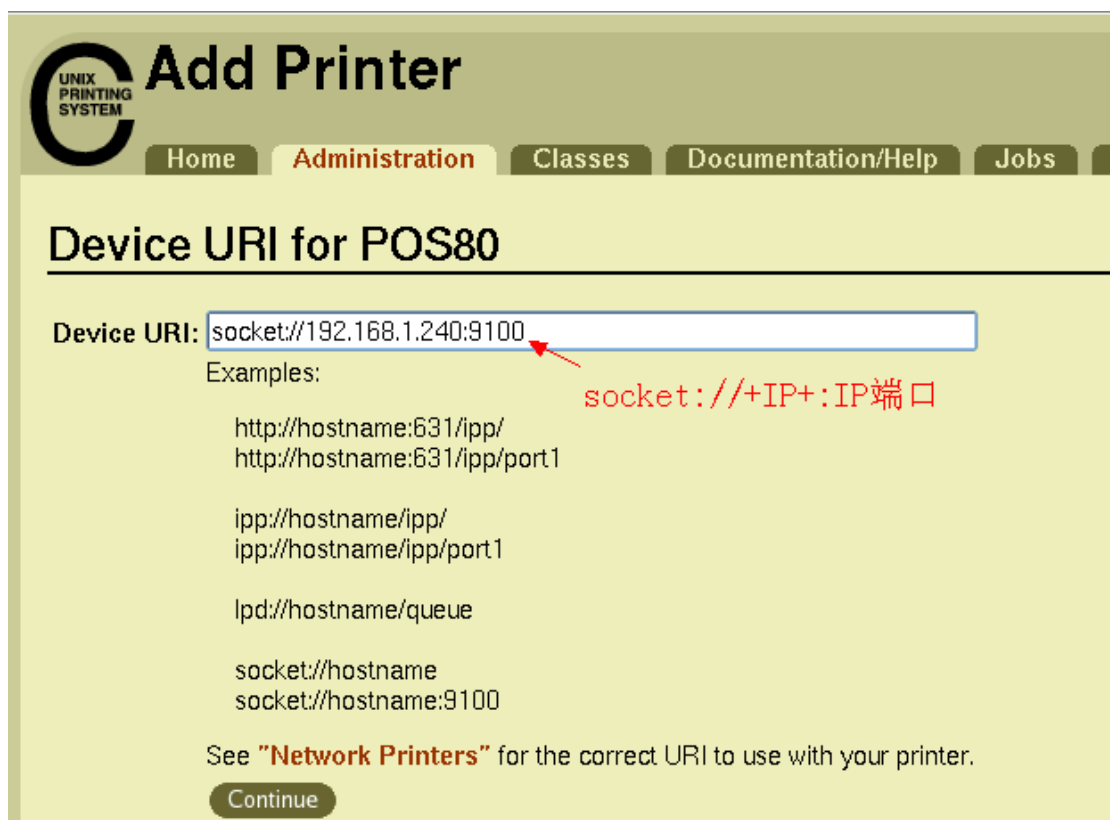 UNIX
PRINTING
SYSTEM
Add Printer
Home Administration Classes Documentation/Help Jobs
Device URI for POS80
Device URI: socket://192.168.1.240:9100
Examples:
socket://+IP+:IP端口
http://hostname:631/ipp/
http://hostname:631/ipp/port1
ipp://hostname/ipp/
ipp://hostname/ipp/port1
lpd://hostname/queue
socket://hostname
socket://hostname:9100
See "Network Printers" for the correct URI to use with your printer.
Continue